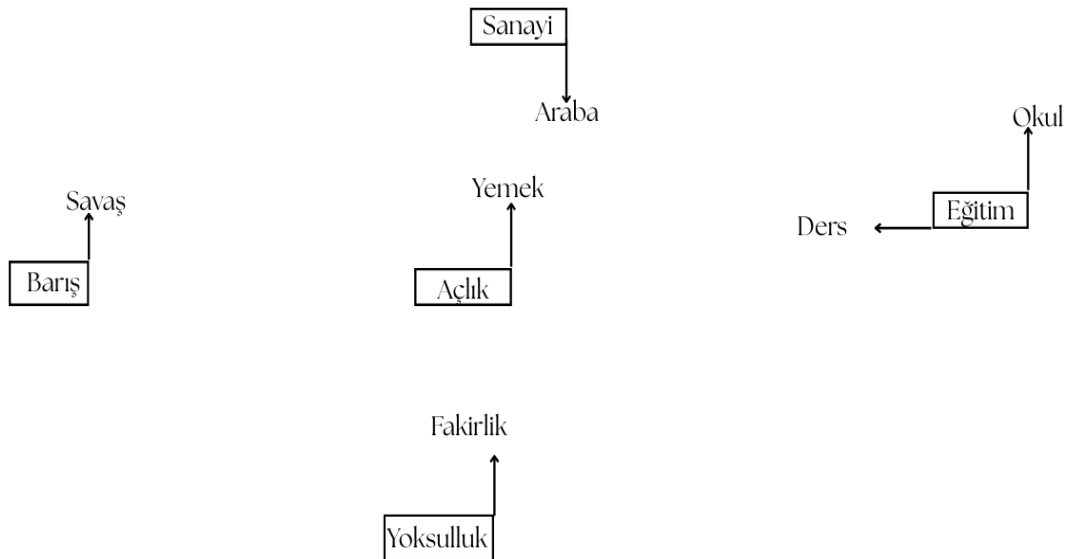 Sanayi
Araba
Okul
Yemek
Savaş
Eğitim
Ders
Barış
Açlık
Fakirlik
Yoksulluk